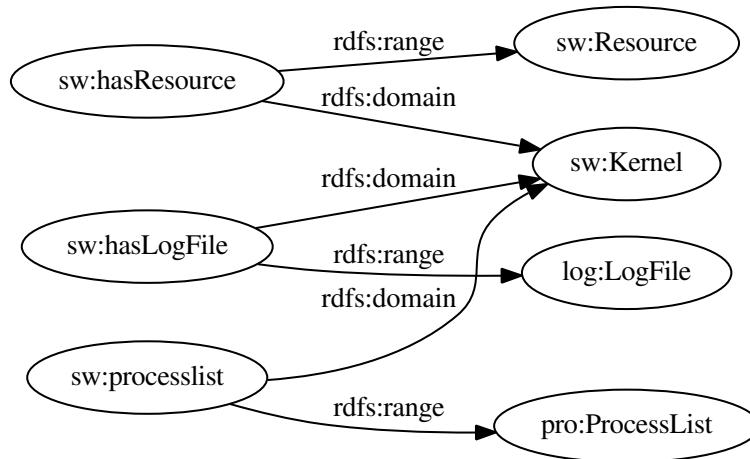 rdfs:range
sw:Resource
sw:hasResource
rdfs:domain
sw:Kernel
rdfs:domain
sw:hasLogFile
rdfs:range
log:LogFile
rdfs:domain
sw:processlist
rdfs:range
pro:ProcessList